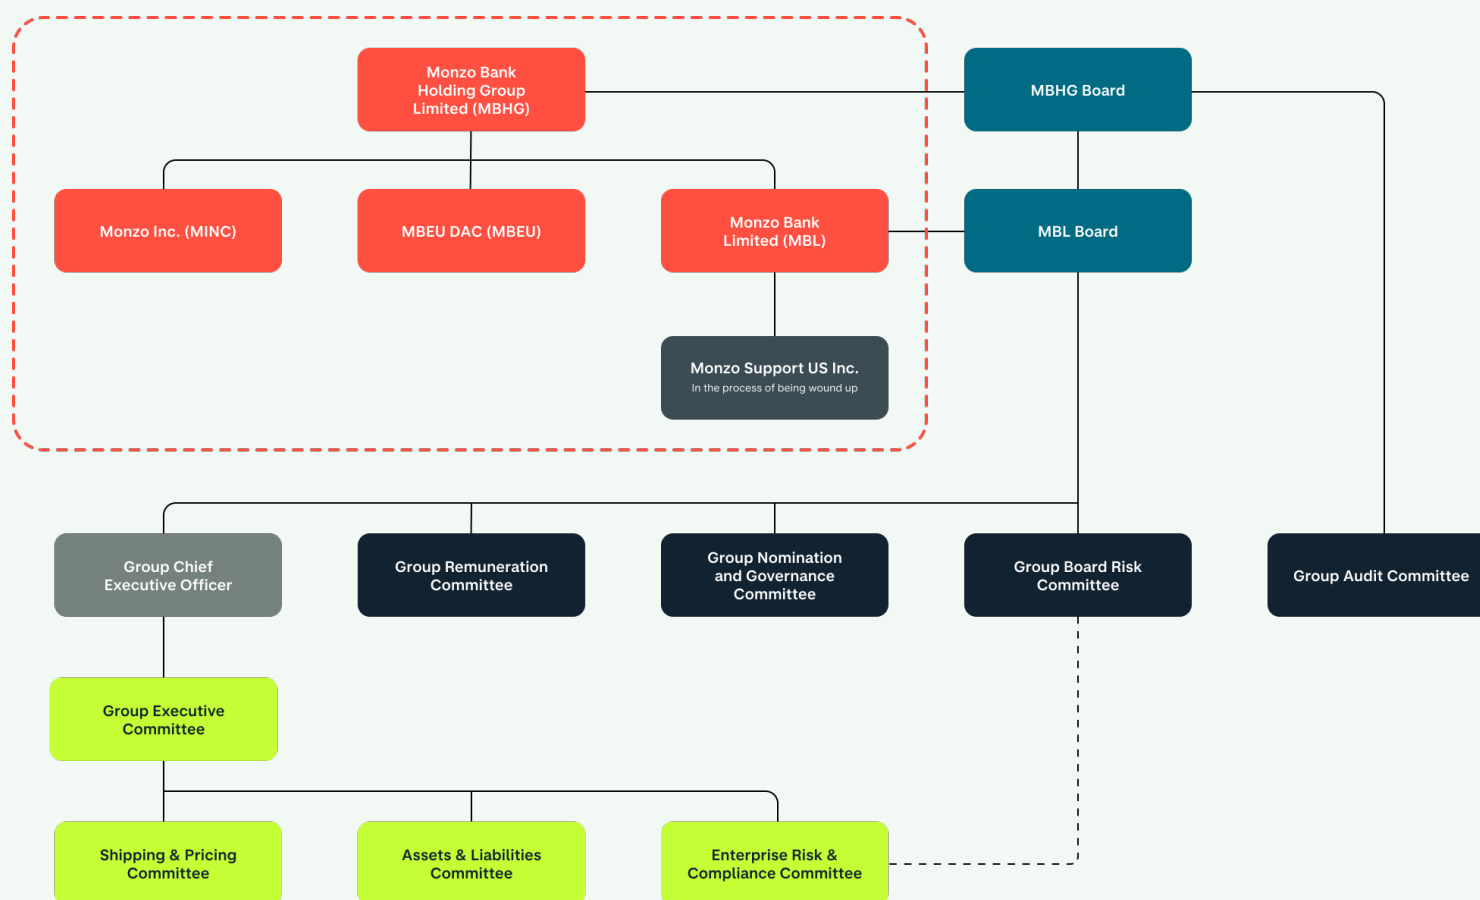 Monzo Bank
Holding Group
Limited (MBHG)
MBHG Board
Monzo Inc. (MINC)
MBEU DAC (MBEU)
Monzo Bank
Limited (MBL)
MBL Board
Monzo Support US Inc.
In the process of being wound up
Group Chief
Executive Officer
Group Remuneration
Committee
Group Nomination
and Governance
Committee
Group Board Risk
Committee
Group Audit Committee
Group Executive
Committee
Shipping & Pricing
Committee
Assets & Liabilities
Committee
Enterprise Risk &
Compliance Committee